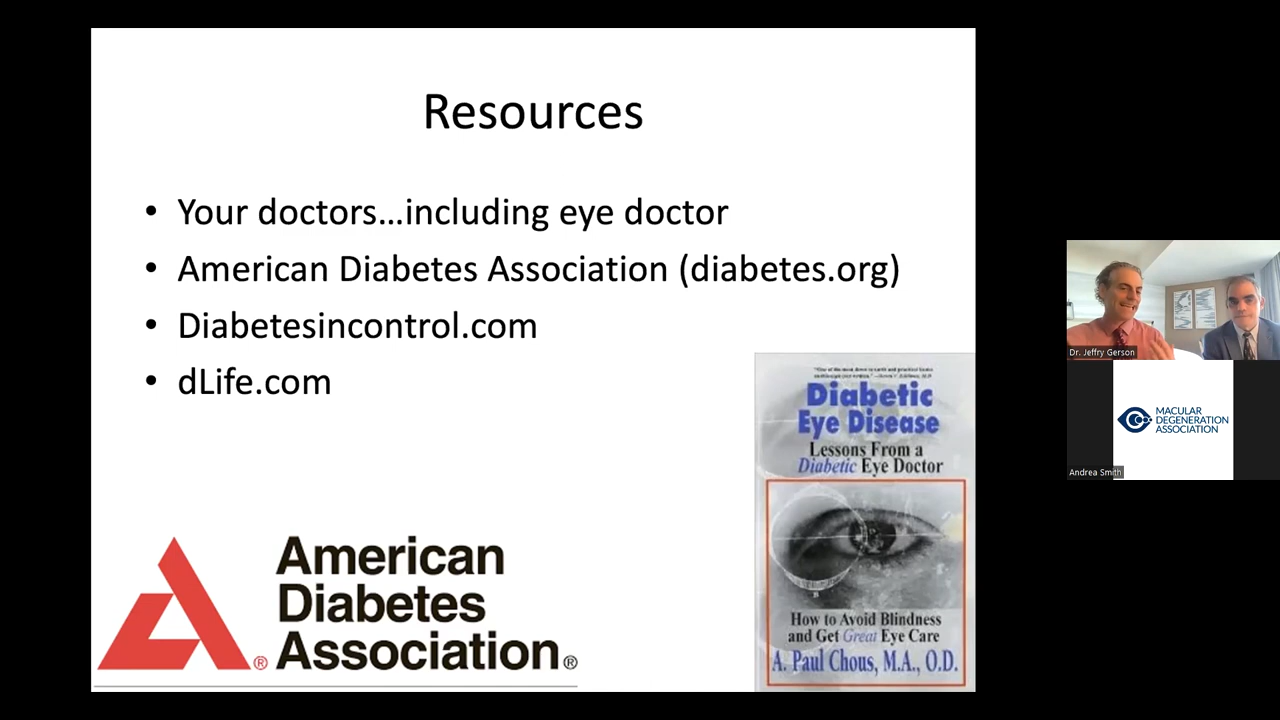 Resources
• Your doctors…including eye doctor
• American Diabetes Association (diabetes.org)
• Diabetesincontrol.com
• dLife.com
Diabetic
Eye Disease
Lessons From a
Diabetic Eye Doctor
How to Avoid Blindness
and Get Great Eye Care
A. Paul Chous, M.A., O.D.
American
Diabetes
Association®
Dr. Jeffry Gerson
MACULAR
DEGENERATION
ASSOCIATION
Andrea Smith